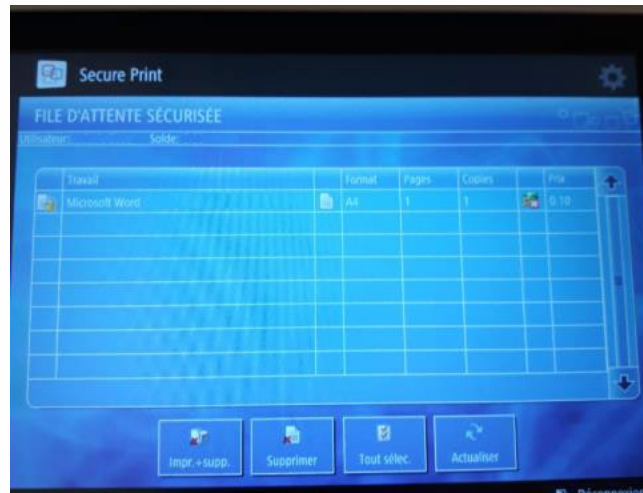 Secure Print
FILE D'ATTENTE SÉCURISÉE
Utilisateur: Solde:
Travail Format Pages Copies Prix
Microsoft Word A4 1 1 0.10
Impr.+supp. Supprimer Tout sélec. Actualiser